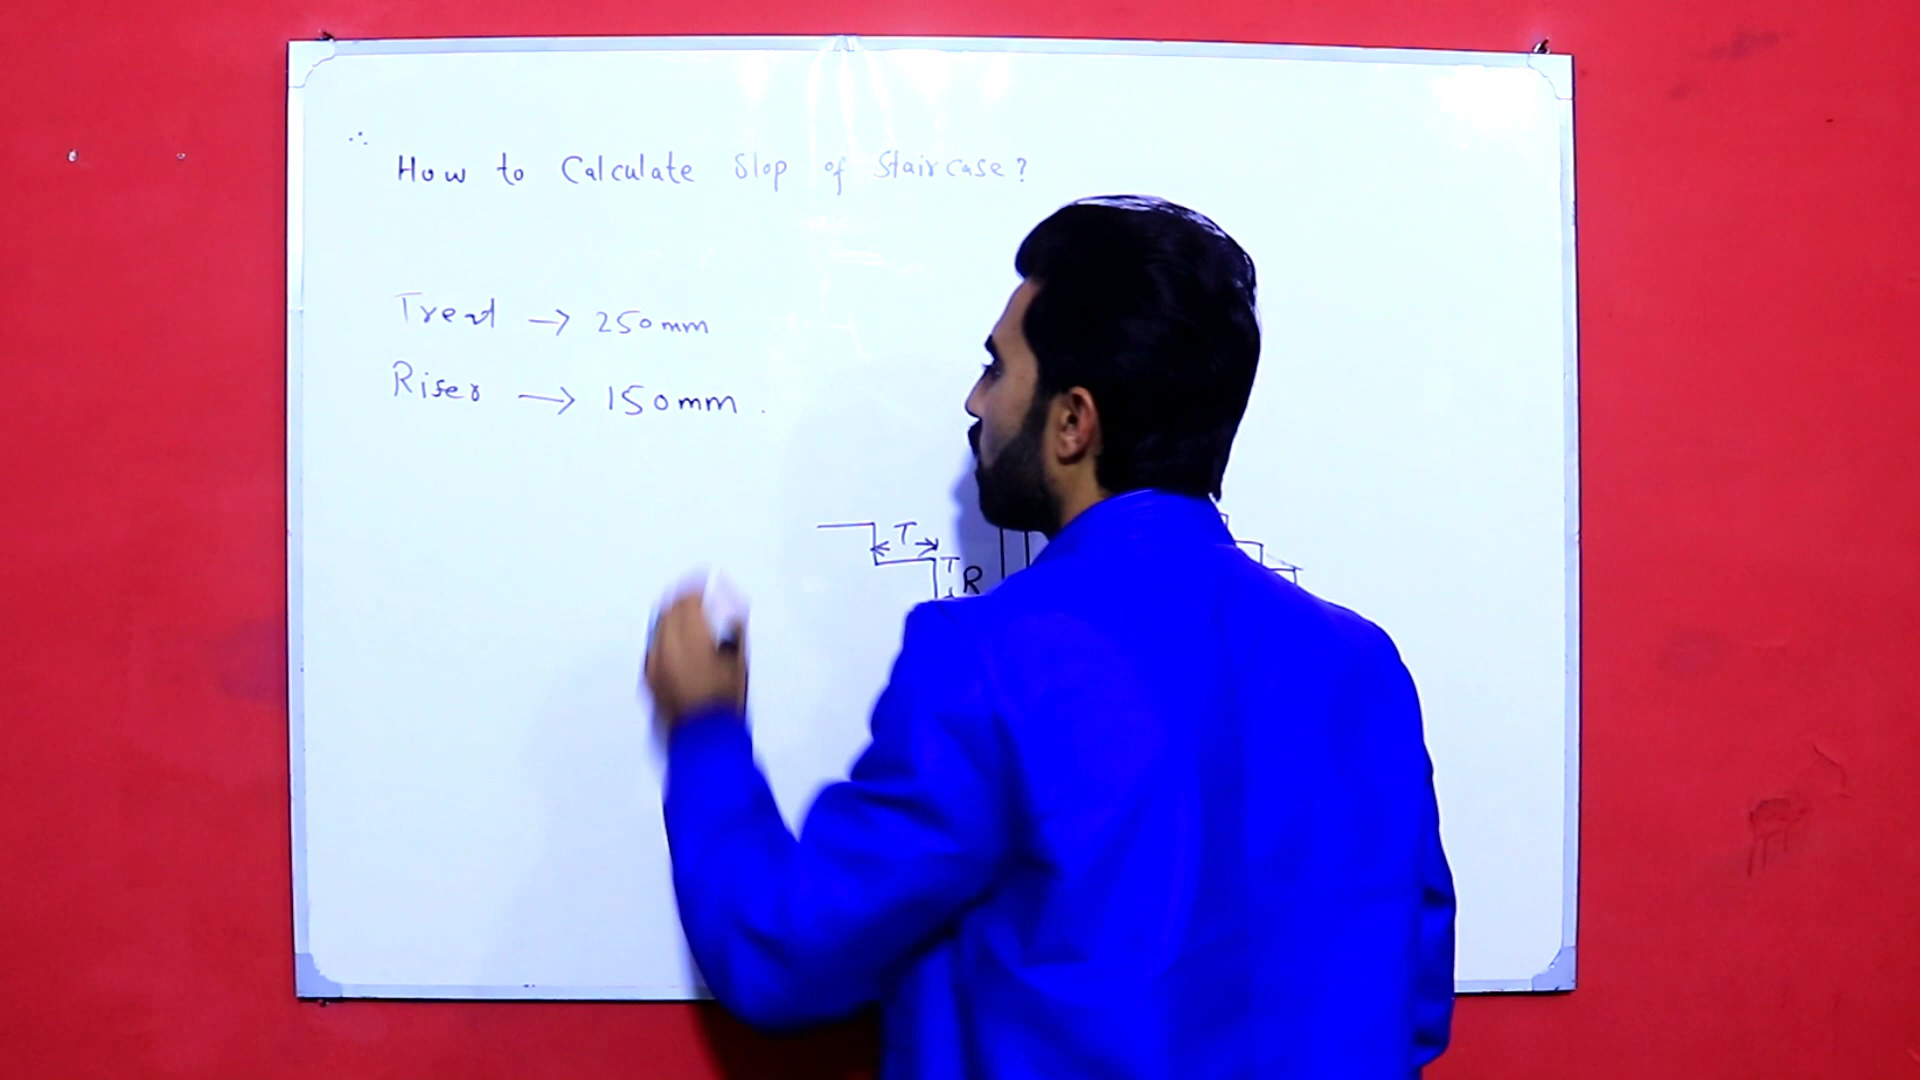 How to Calculate Slop of Staircase?
Tread → 250mm
Riser → 150mm.
T
T
R